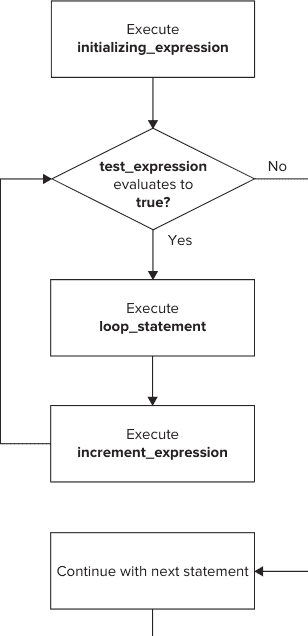 Execute
initializing_expression
test_expression
evaluates to
true?
No
Yes
Execute
loop_statement
Execute
increment_expression
Continue with next statement